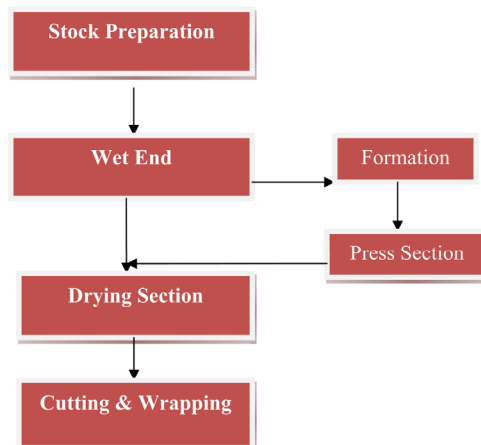 Stock Preparation
Wet End
Formation
Press Section
Drying Section
Cutting & Wrapping